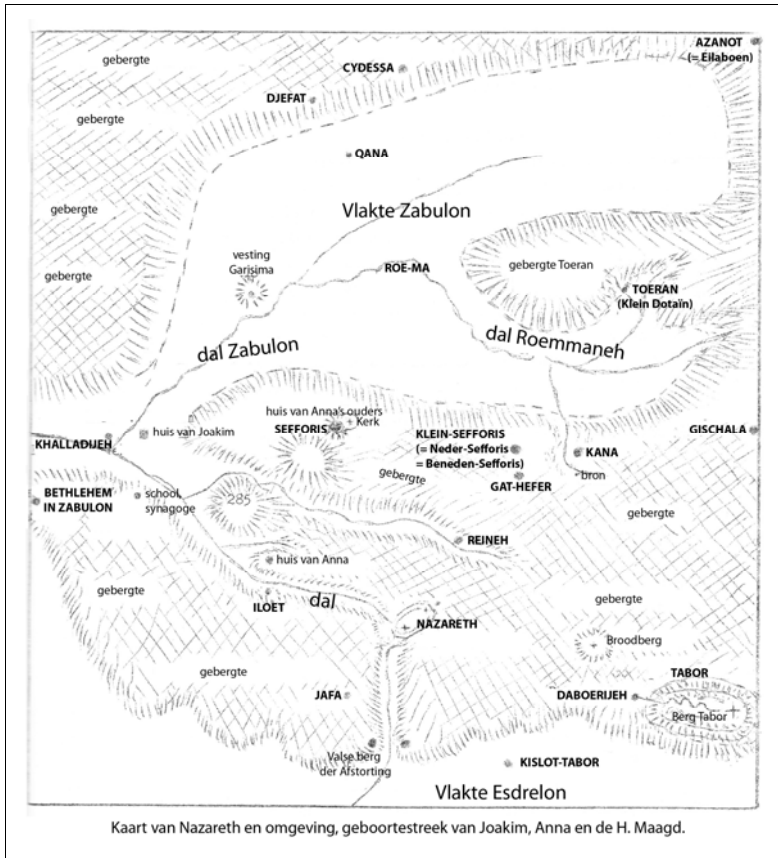 AZANOT
(= Eilaboen)
gebergte
CYDESSA
DJEFAT
gebergte
QANA
Vlakte Zabulon
gebergte
vesting
Garisima
ROE-MA
gebergte Toeran
gebergte
TOERAN
(Klein Dotaïn)
dal Zabulon
dal Roemmaneh
huis van Anna's ouders
Kerk
SEFFORIS
huis van Joakim
KHALLADIJEH
KLEIN-SEFFORIS
(= Neder-Sefforis)
= Beneden-Sefforis)
GISCHALA
KANA
gebergte
bron
GAT-HEFER
BETHLEHEM
IN ZABULON
school,
synagoge
285
gebergte
REINEH
huis van Anna
gebergte
ILOET
dal
gebergte
NAZARETH
Broodberg
gebergte
TABOR
JAFA
DABOERIJEH
Berg Tabor
Valse berg
der Afstorting
KISLOT-TABOR
Vlakte Esdrelon
Kaart van Nazareth en omgeving, geboortestreek van Joakim, Anna en de H. Maagd.